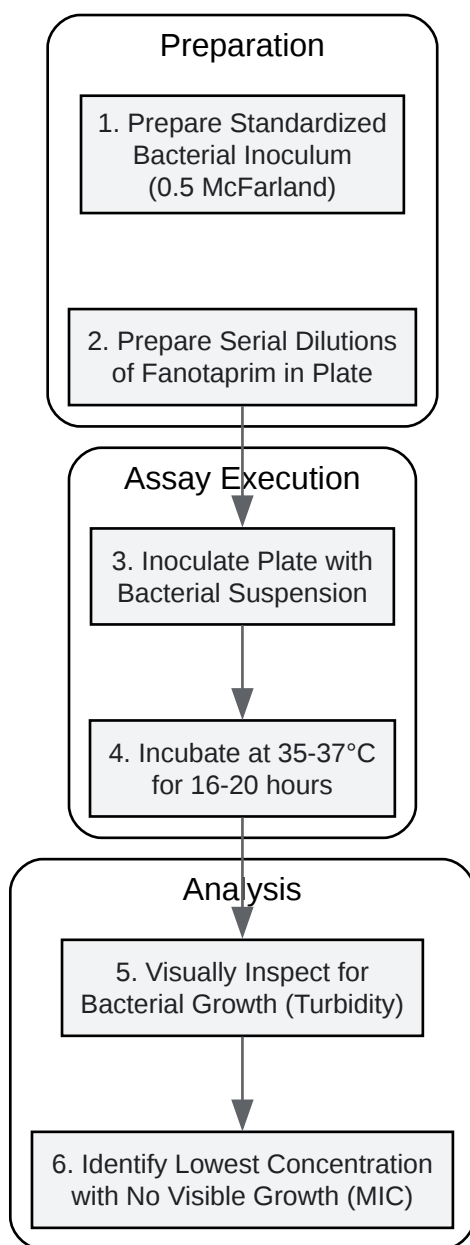 Preparation
1. Prepare Standardized
Bacterial Inoculum
(0.5 McFarland)
2. Prepare Serial Dilutions
of Fanotaprim in Plate
Assay Execution
3. Inoculate Plate with
Bacterial Suspension
4. Incubate at 35-37°C
for 16-20 hours
Analysis
5. Visually Inspect for
Bacterial Growth (Turbidity)
6. Identify Lowest Concentration
with No Visible Growth (MIC)